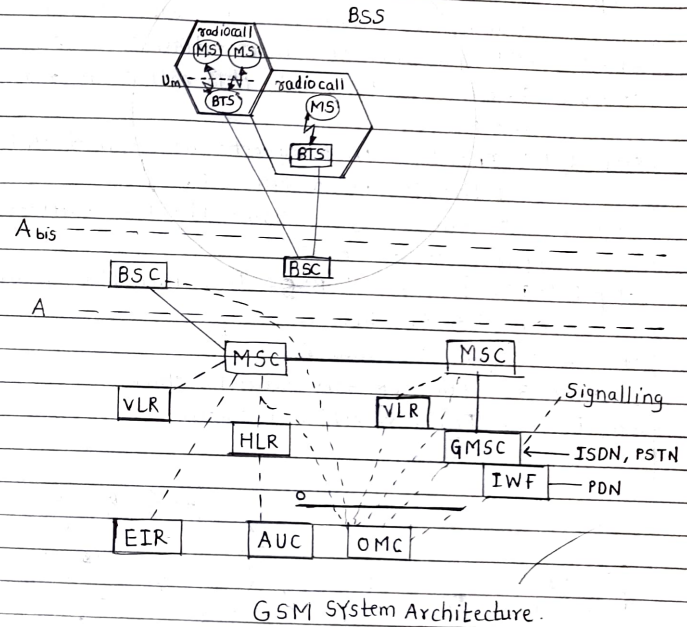 BSS
radiocall
MS MS
Um
BTS
radiocall
MS
BTS
Abis
BSC
BSC
A
MSC
MSC
VLR
VLR
Signalling
HLR
GMSC
ISDN, PSTN
IWF
PDN
O
EIR
AUC
OMC
GSM System Architecture.